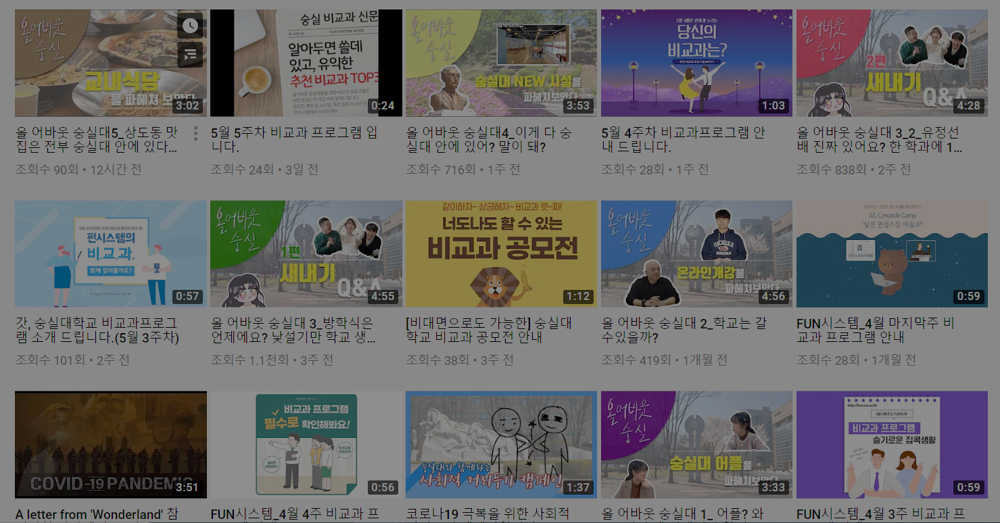 올어바웃
숭실
교내식당
을 파헤쳐 보았다
3:02
숭실 비교과 신문
FUN SYSTEM NEWS
알아두면 쓸데
있고, 유익한
추천 비교과 TOP3
0:24
올어바웃
숭실
숭실대 NEW 시설을
파헤쳐보았다
3:53
당신의
비교과는?
1:03
올어바웃
숭실
2편
새내기
Q&A
4:28
올 어바웃 숭실대5_상도동 맛
집은 전부 숭실대 안에 있다...
조회수 90회 • 12시간 전
5월 5주차 비교과 프로그램 입
니다.
조회수 24회 • 3일 전
올 어바웃 숭실대4_이게 다 숭
실대 안에 있어? 말이 돼?
조회수 716회 • 1주 전
5월 4주차 비교과프로그램 안
내 드립니다.
조회수 28회 • 1주 전
올 어바웃 숭실대 3_2_유정선
배 진짜 있어요? 한 학과에 1...
조회수 838회 • 2주 전
펀시스템의
비.교.과.
함께 알아볼까요?
https://fun.ssu.ac.kr
0:57
올어바웃
숭실
1편
새내기
Q&A
4:55
같이하자~ 상금혜자~ 비교과 읏~쨔!
너도나도 할 수 있는
비교과 공모전
1:12
올어바웃
숭실
온라인개강을
파헤쳐보았다
4:56
02. C,muscle Camp
"실전 면접스킬 머슬UP"
0:59
갓, 숭실대학교 비교과프로그
램 소개 드립니다.(5월 3주차)
조회수 101회 • 2주 전
올 어바웃 숭실대 3_방학식은
언제에요? 낯설기만 학교 생...
조회수 1.1천회 • 3주 전
[비대면으로도 가능한] 숭실대
학교 비교과 공모전 안내
조회수 38회 • 3주 전
올 어바웃 숭실대 2_학교는 갈
수있을까?
조회수 419회 • 1개월 전
FUN시스템_4월 마지막주 비
교과 프로그램 안내
조회수 28회 • 1개월 전
COVID-19 PANDEMIC
3:51
비교과 프로그램
필수로 확인해봐요!
0:56
숭실대와 함께하는
사회적 거리두기 캠페인
1:37
올어바웃
숭실
숭실대 어플을
파헤쳐보았다
3:33
비교과 프로그램
슬기로운 집콕생활
0:59
A letter from 'Wonderland' 참
FUN시스템_4월 4주 비교과 프
코로나19 극복을 위한 사회적
올 어바웃 숭실대 1_ 어플? 와
FUN시스템_4월 3주 비교과 프